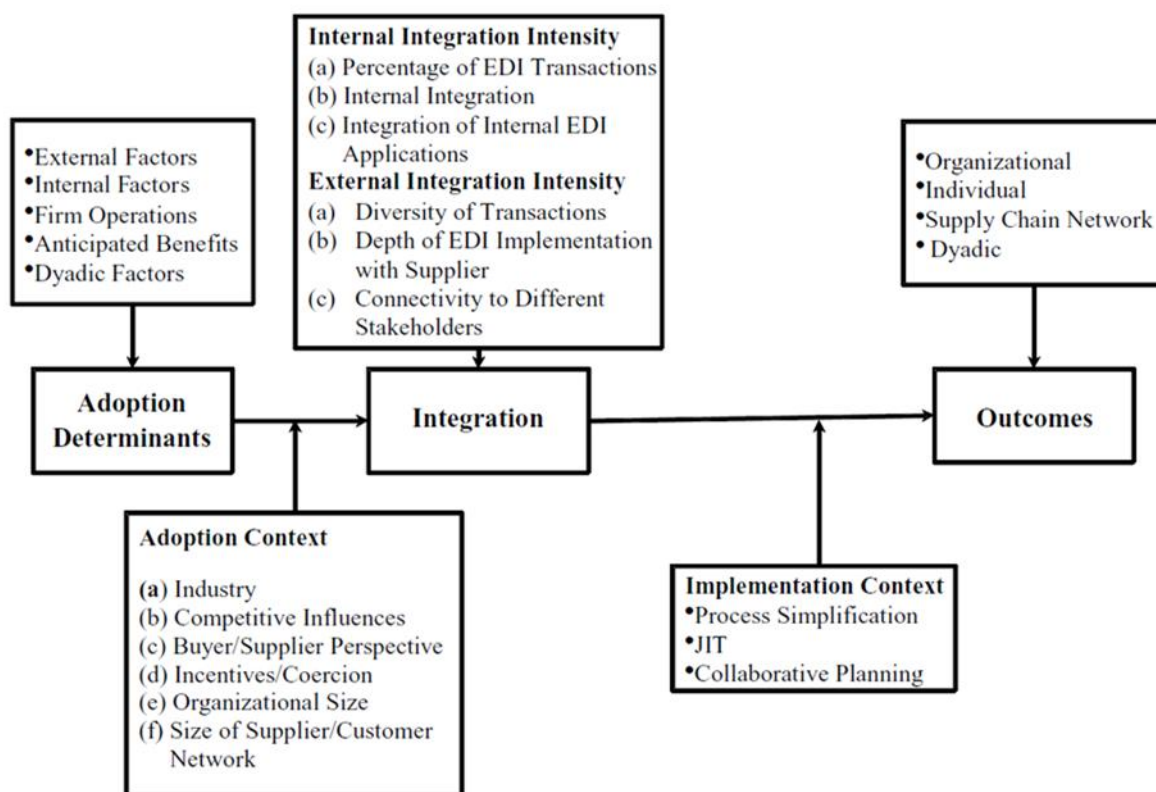 Internal Integration Intensity
(a) Percentage of EDI Transactions
(b) Internal Integration
(c) Integration of Internal EDI
Applications
External Integration Intensity
(a) Diversity of Transactions
(b) Depth of EDI Implementation
with Supplier
(c) Connectivity to Different
Stakeholders
•External Factors
•Internal Factors
•Firm Operations
•Anticipated Benefits
•Dyadic Factors
•Organizational
•Individual
•Supply Chain Network
• Dyadic
Adoption
Determinants
Integration
Outcomes
Adoption Context
(a) Industry
(b) Competitive Influences
(c) Buyer/Supplier Perspective
(d) Incentives/Coercion
(e) Organizational Size
(f) Size of Supplier/Customer
Network
Implementation Context
•Process Simplification
•JIT
•Collaborative Planning